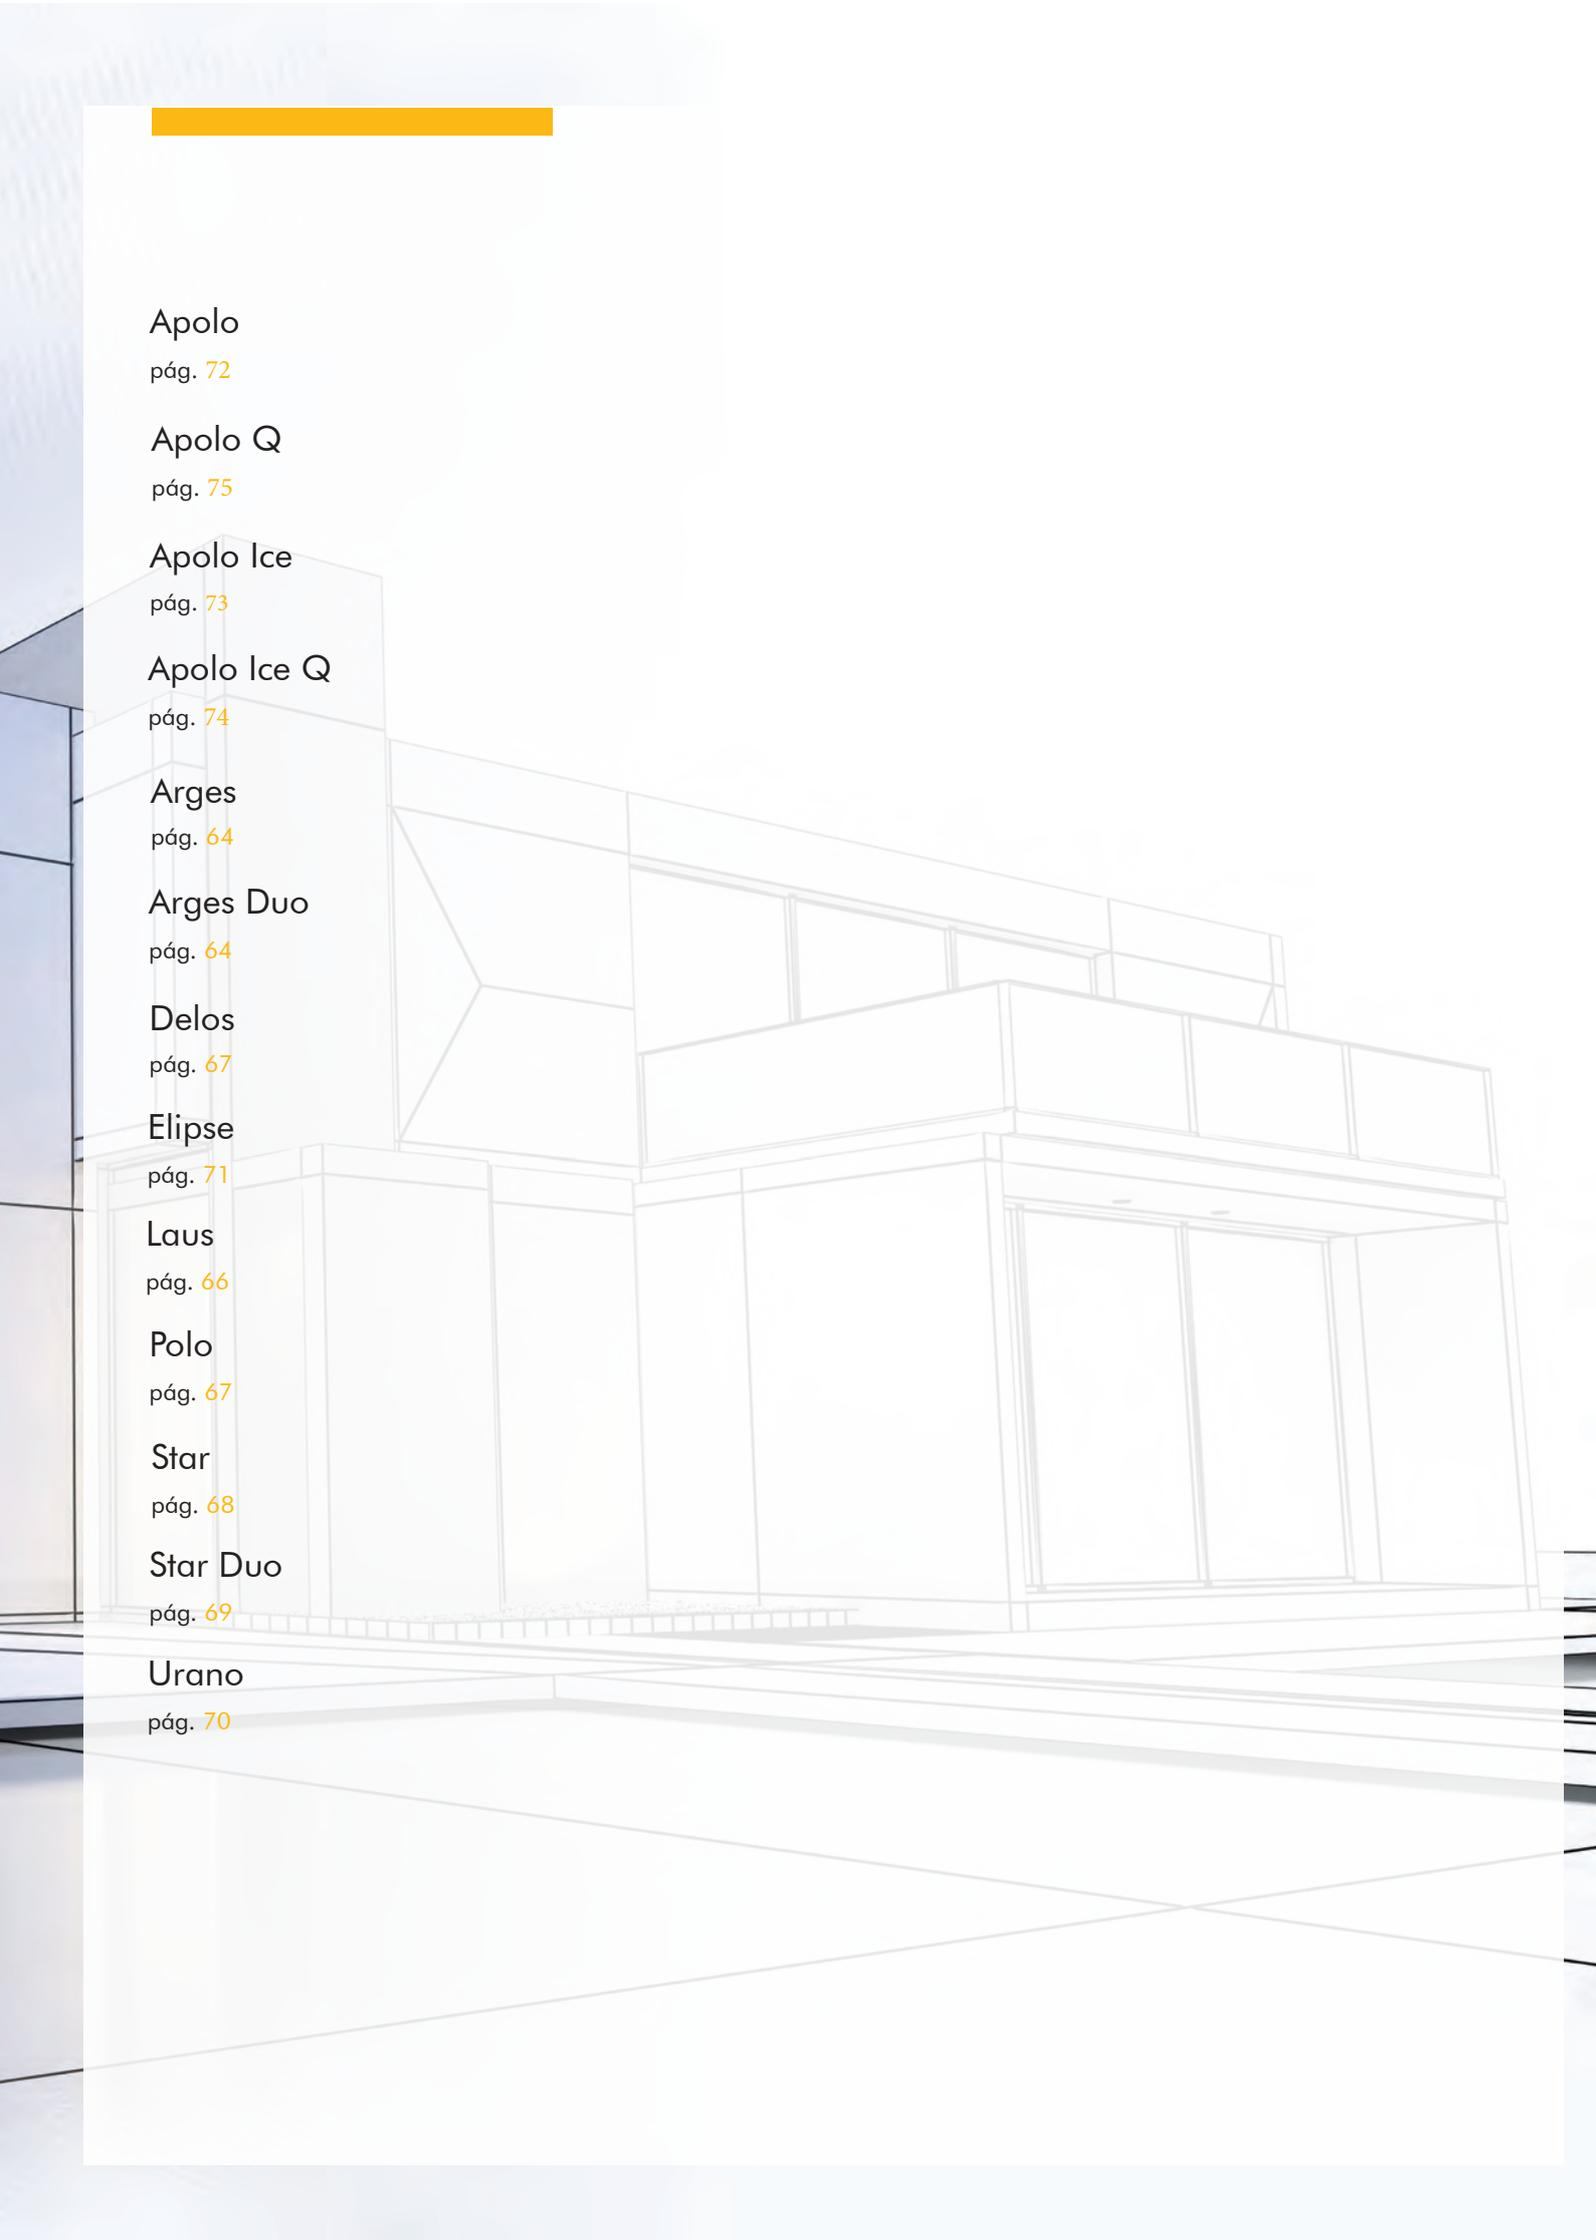 Apolo
pág. 72
Apolo Q
pág. 75
Apolo Ice
pág. 73
Apolo Ice Q
pág. 74
Arges
pág. 64
Arges Duo
pág. 64
Delos
pág. 67
Elipse
pág. 71
Laus
pág. 66
Polo
pág. 67
Star
pág. 68
Star Duo
pág. 69
Urano
pág. 70